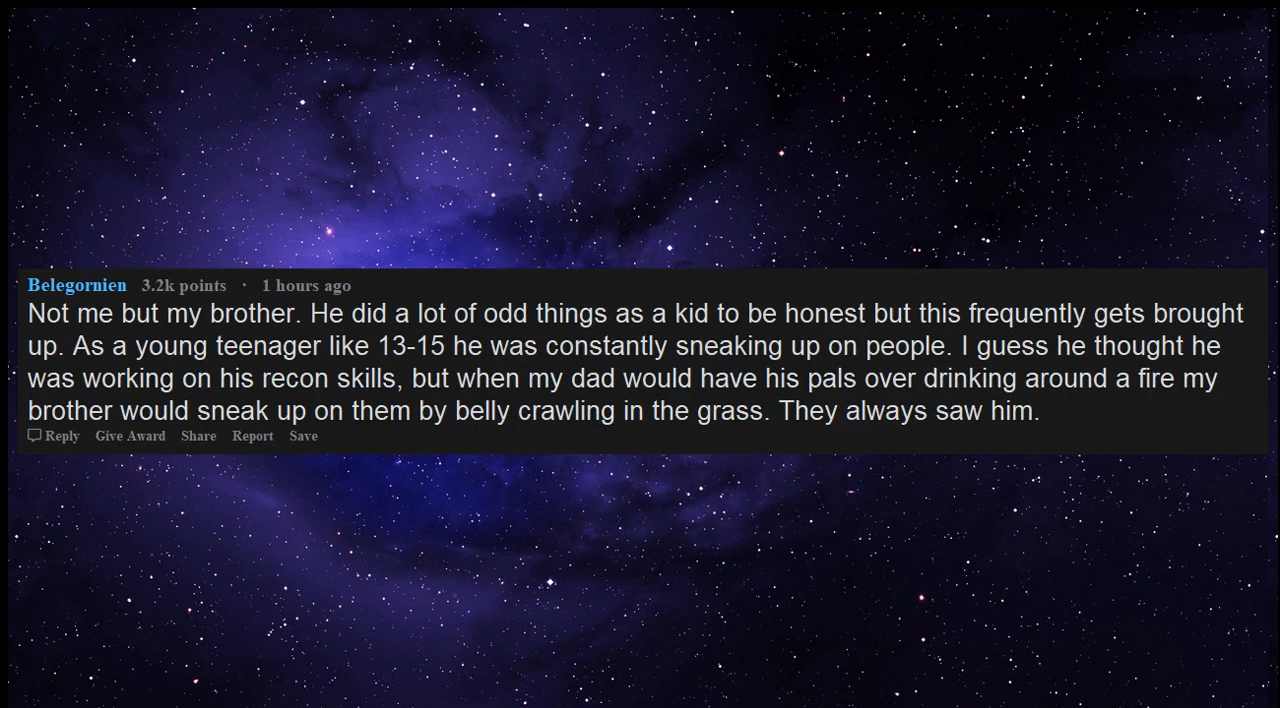 Belegornien 3.2k points · 1 hours ago
Not me but my brother. He did a lot of odd things as a kid to be honest but this frequently gets brought
up. As a young teenager like 13-15 he was constantly sneaking up on people. I guess he thought he
was working on his recon skills, but when my dad would have his pals over drinking around a fire my
brother would sneak up on them by belly crawling in the grass. They always saw him.
Reply Give Award Share Report Save